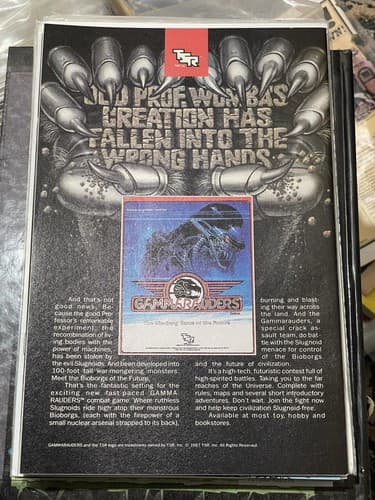 TSR
OLD PROF. WOMBA'S
CREATION HAS
FALLEN INTO THE
WRONG HANDS.
GAMMARAUDERS
And that's not
good news. Be-
cause the good Pro-
fessor's remarkable
experiment, the
recombination of liv-
ing bodies with the
power of machines,
has been stolen by
the evil Slugnoids. And been developed into
100-foot tall war-mongering monsters.
Meet the Bioborgs of the Future.
That's the fantastic setting for the
exciting new fast-paced GAMMA-
RAUDERS™ combat game. Where ruthless
Slugnoids ride high atop their monstrous
Bioborgs, (each with the firepower of a
small nuclear arsenal strapped to its back),
burning and blast-
ing their way across
the land. And the
Gammarauders, a
special crack as-
sault team, do bat-
tle with the Slugnoid
menace for control
of the Bioborgs
and the future of civilization.
It's a high-tech, futuristic contest full of
high-spirited battles. Taking you to the far
reaches of the Universe. Complete with
rules, maps and several short introductory
adventures. Don't wait. Join the fight now
and help keep civilization Slugnoid-free.
Available at most toy, hobby and
bookstores.
GAMMARAUDERS and the TSR logo are trademarks owned by TSR, Inc. © 1987 TSR, Inc. All Rights Reserved.